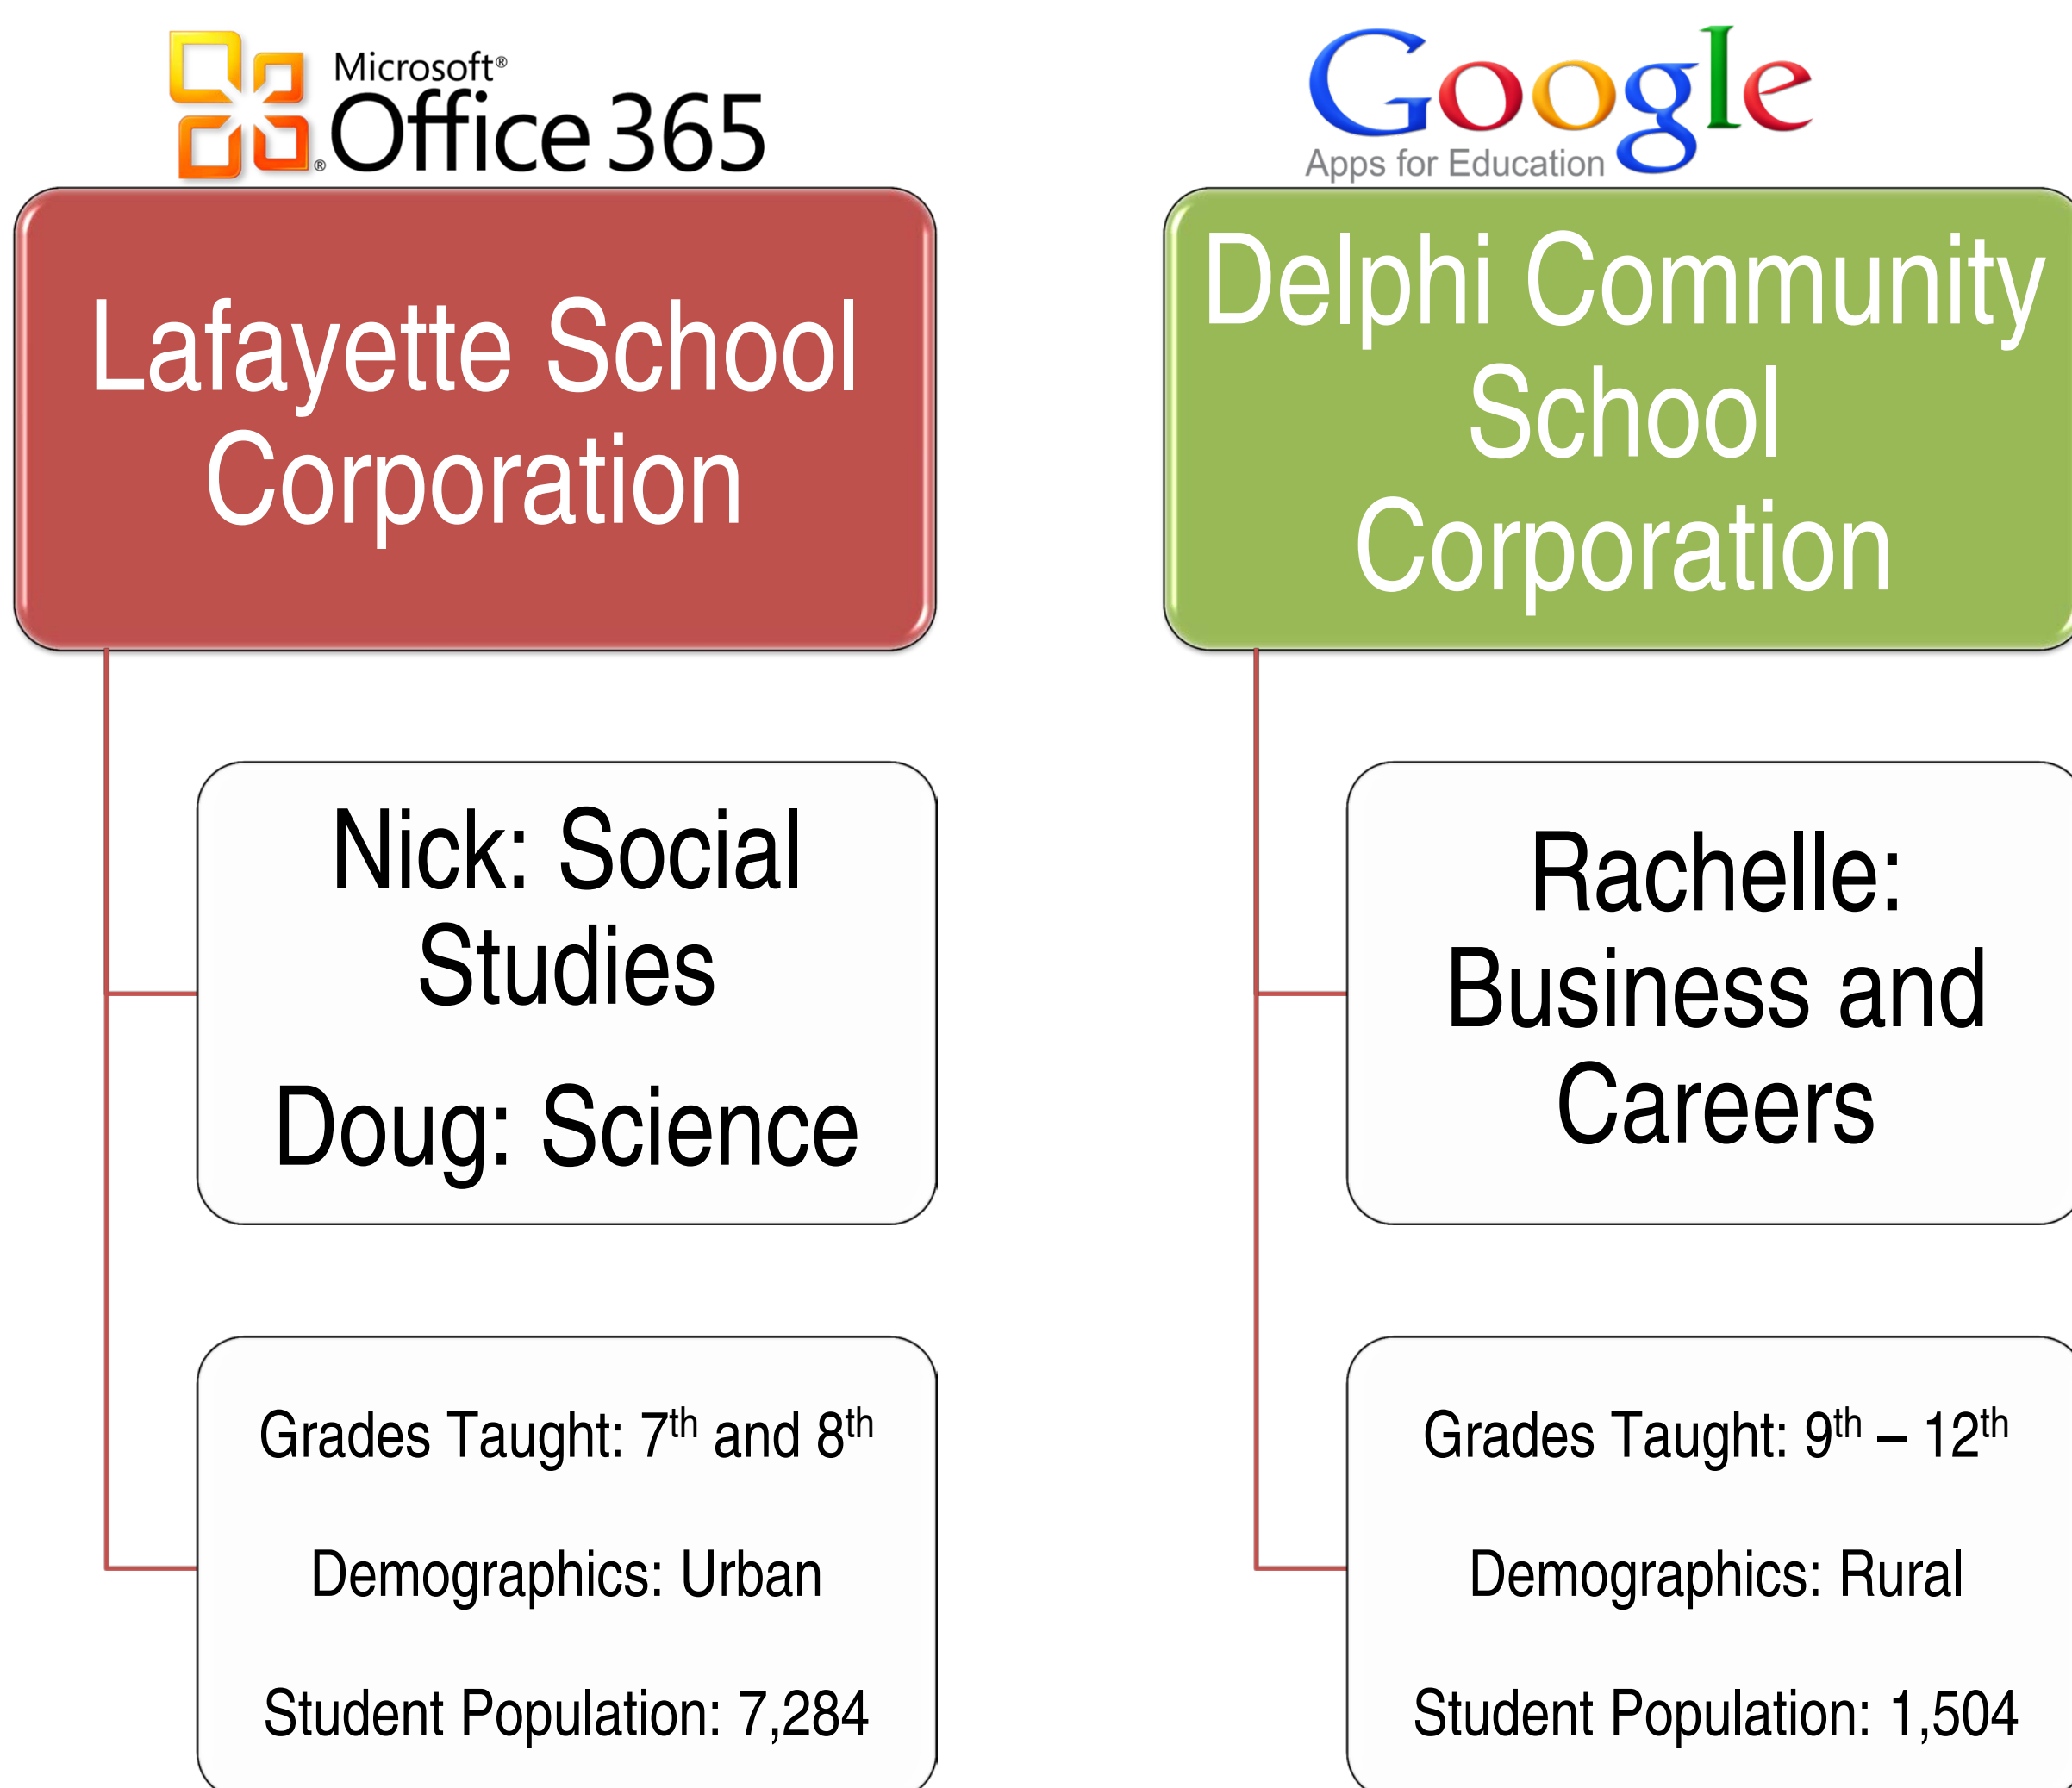 Microsoft®
Office 365
Lafayette School
Corporation
Nick: Social
Studies
Doug: Science
Grades Taught: 7th and 8th
Demographics: Urban
Student Population: 7,284
Google
Apps for Education
Delphi Community
School
Corporation
Rachelle:
Business and
Careers
Grades Taught: 9th – 12th
Demographics: Rural
Student Population: 1,504